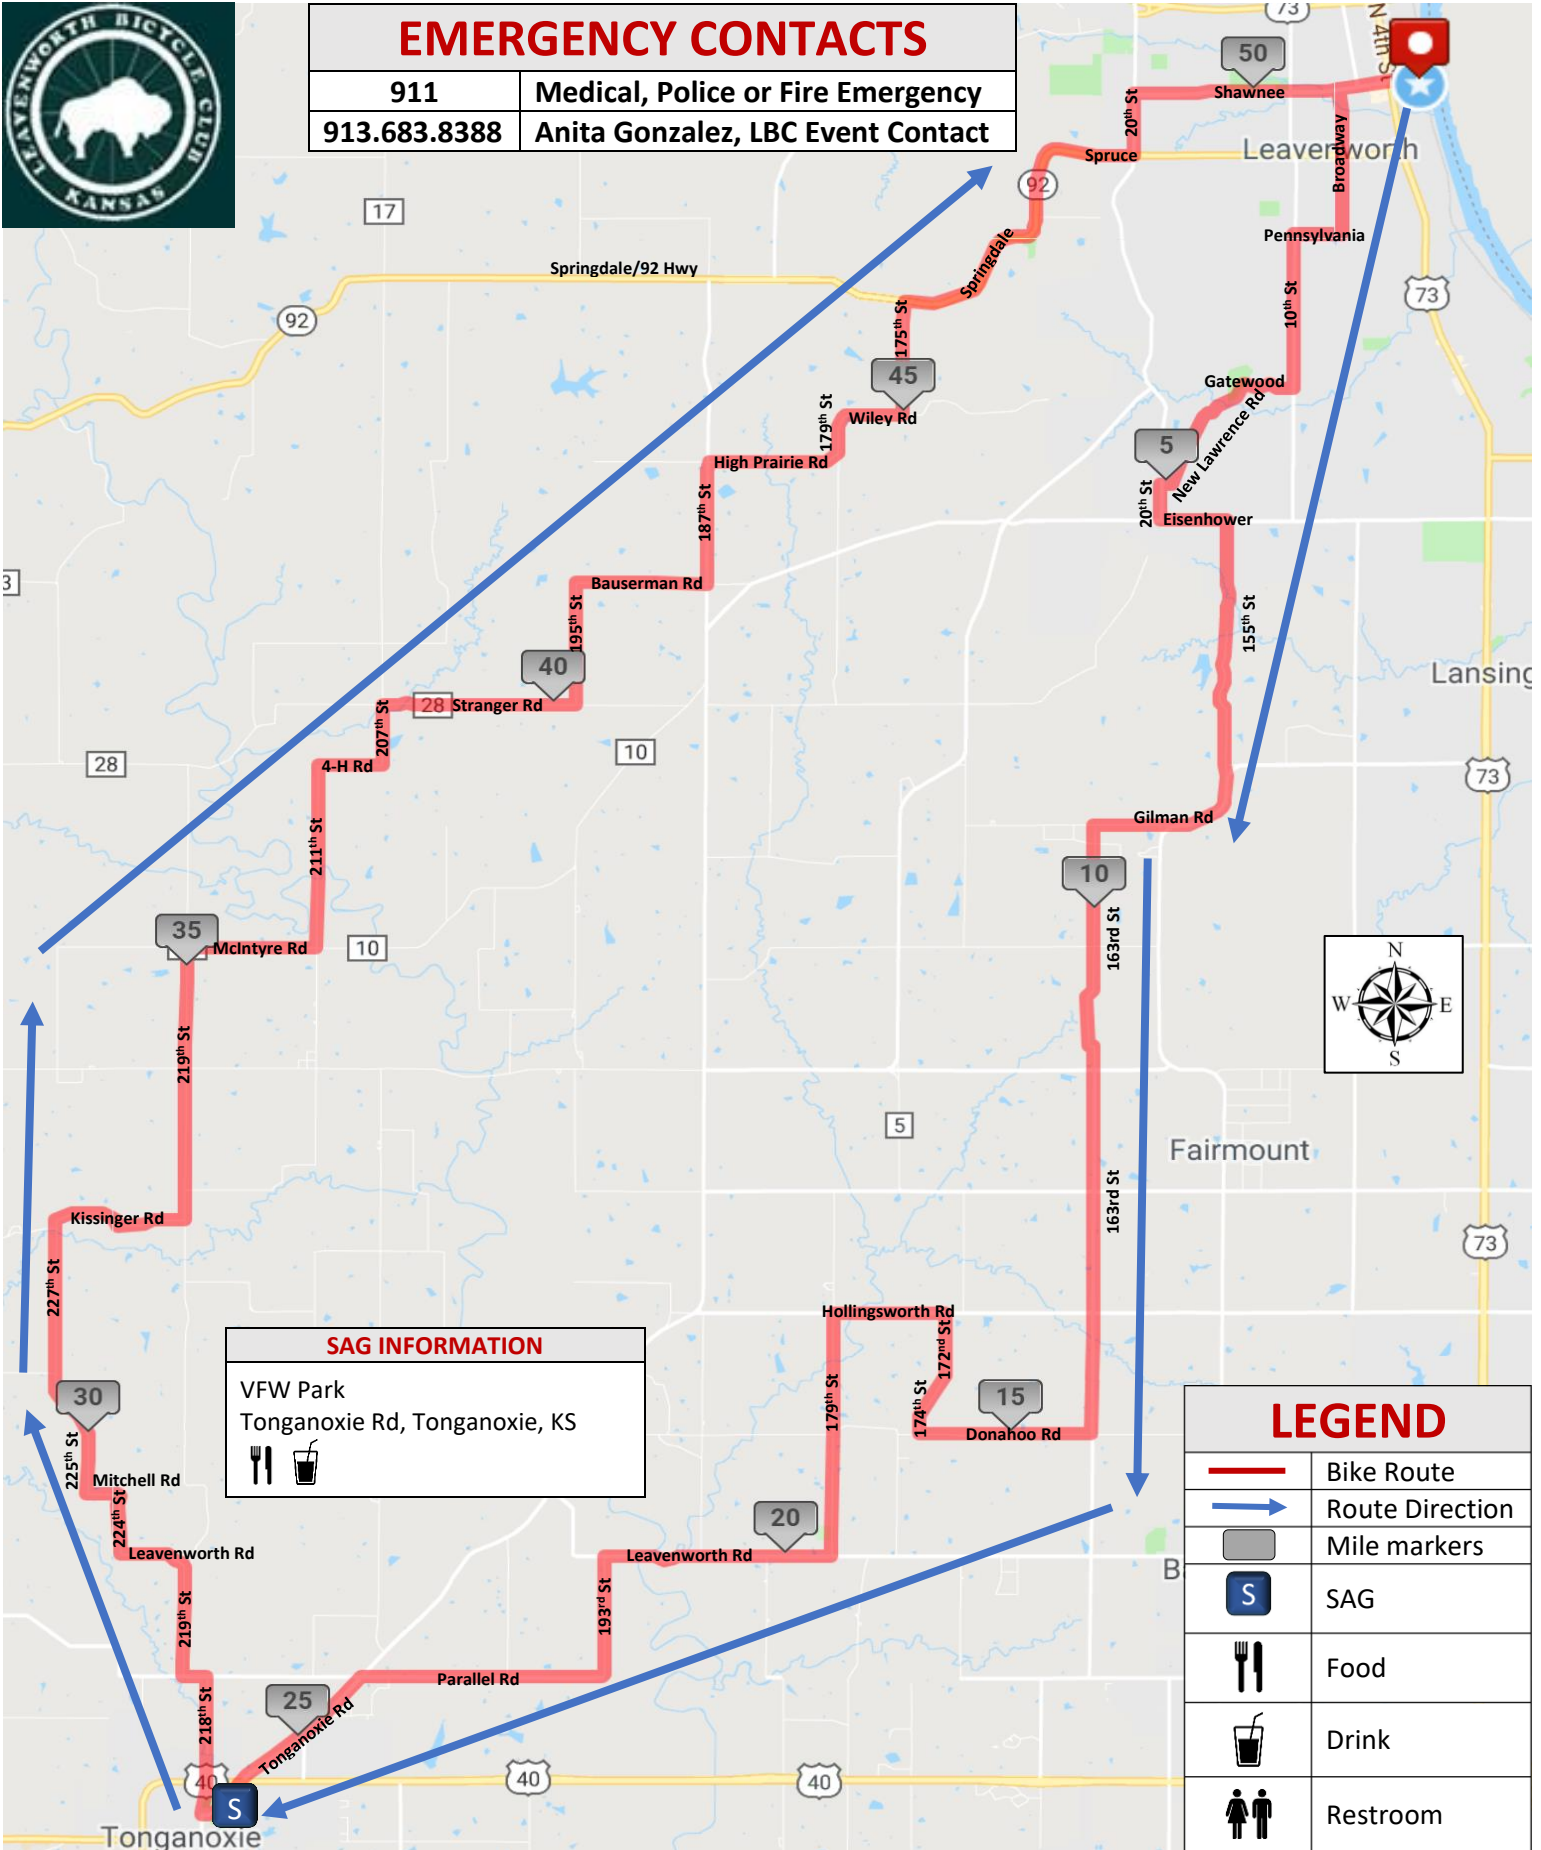 LEAVENWORTH BICYCLE CLUB
KANSAS
EMERGENCY CONTACTS
911 Medical, Police or Fire Emergency
913.683.8388 Anita Gonzalez, LBC Event Contact
73
N 4th St
50
Shawnee
20th St
Spruce
Leavenworth
Broadway
92
17
Pennsylvania
Springdale
Springdale/92 Hwy
73
10th St
92
175th St
45
Gatewood
179th St
Wiley Rd
New Lawrence Rd
5
High Prairie Rd
187th St
20th St
Eisenhower
3
Bauserman Rd
195th St
155th St
40
Lansing
28 Stranger Rd
207th St
10
28
4-H Rd
73
Gilman Rd
211th St
10
163rd St
35
McIntyre Rd
10
N
W E
S
219th St
5
Fairmount
163rd St
Kissinger Rd
73
227th St
Hollingsworth Rd
172nd St
SAG INFORMATION
VFW Park
Tonganoxie Rd, Tonganoxie, KS
30
179th St
174th St
15
Donahoo Rd
225th St
Mitchell Rd
224th St
20
Leavenworth Rd
Leavenworth Rd
B
193rd St
219th St
Parallel Rd
25
218th St
Tonganoxie Rd
40
40
40
S
Tonganoxie
LEGEND
Bike Route
Route Direction
Mile markers
S SAG
Food
Drink
Restroom